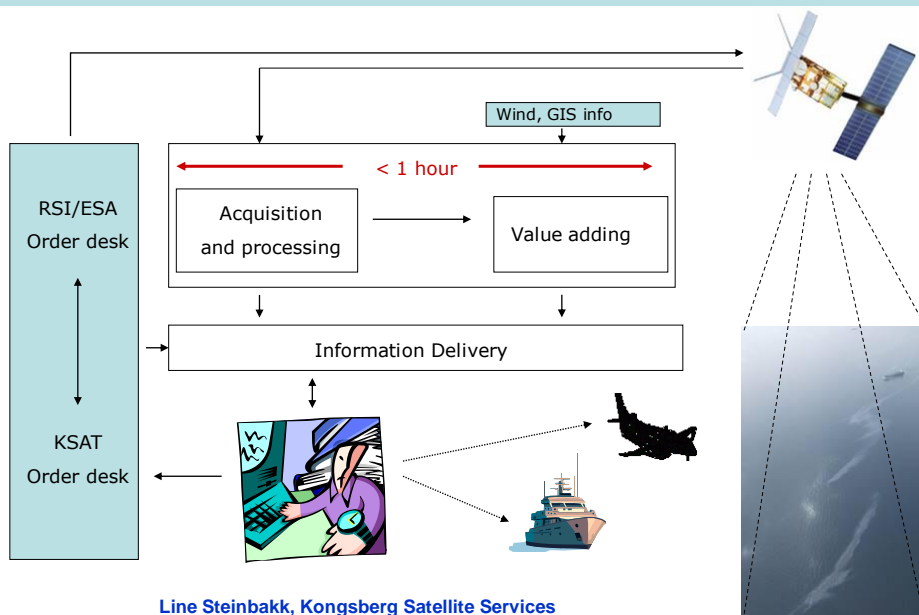 Wind, GIS info
< 1 hour
RSI/ESA
Order desk
Acquisition
and processing
Value adding
Information Delivery
KSAT
Order desk
Line Steinbakk, Kongsberg Satellite Services